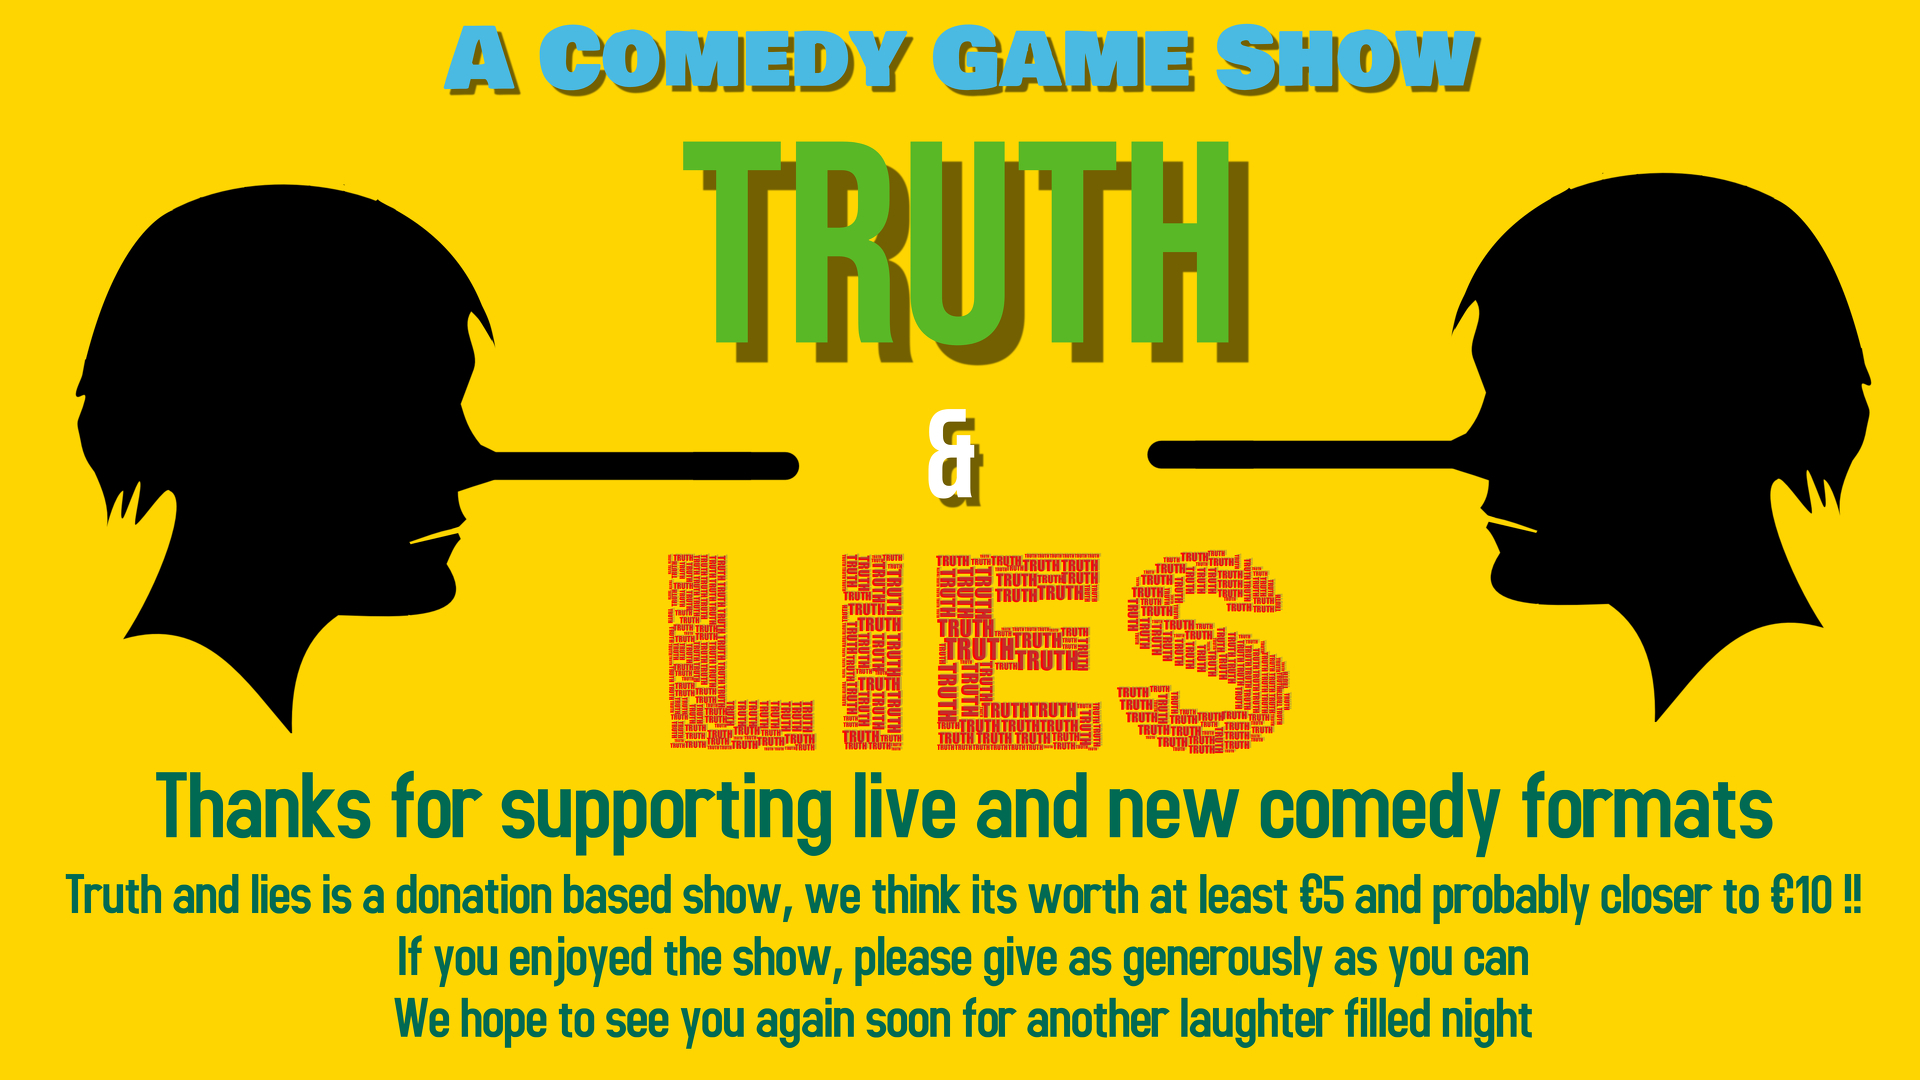 A Comedy Game Show
TRUTH
&
LIES
Thanks for supporting live and new comedy formats
Truth and lies is a donation based show, we think its worth at least €5 and probably closer to €10 !!
If you enjoyed the show, please give as generously as you can
We hope to see you again soon for another laughter filled night